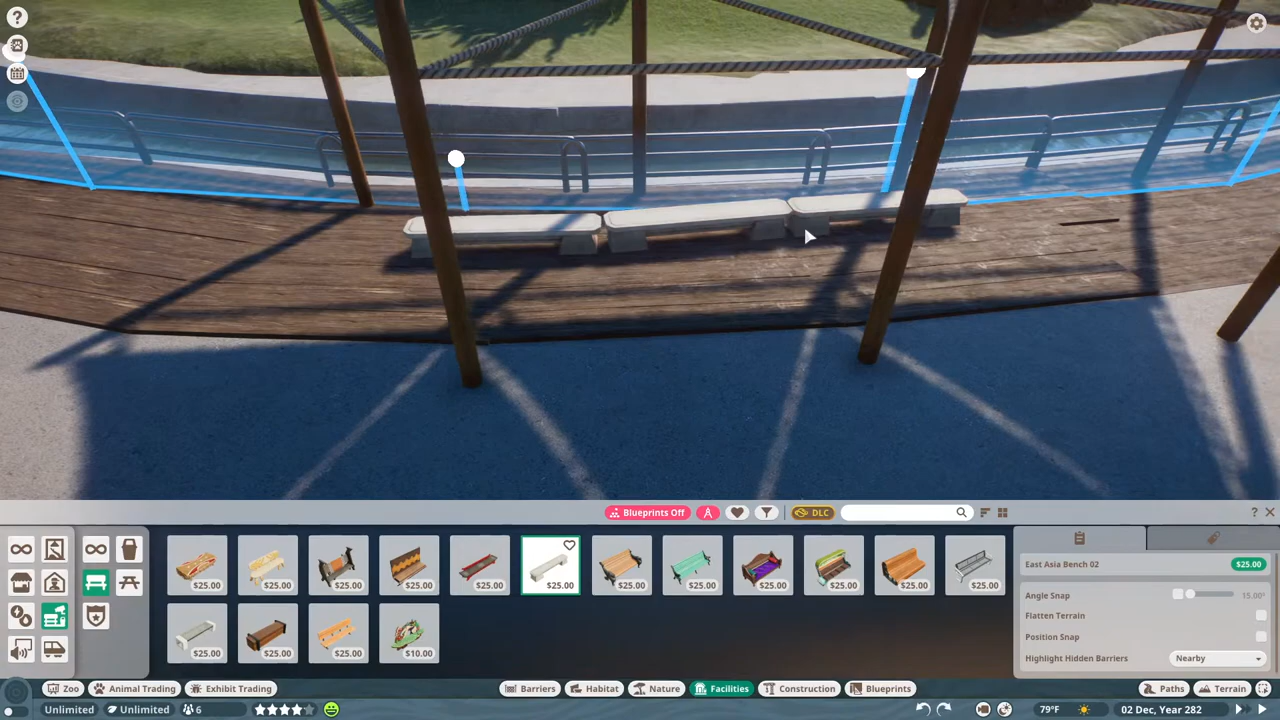 Blueprints Off
DLC
?
$25.00 $25.00 $25.00 $25.00 $25.00 $25.00 $25.00 $25.00 $25.00 $25.00 $25.00 $25.00
$25.00 $25.00 $25.00 $10.00
East Asia Bench 02 $25.00
Angle Snap 15.00°
Flatten Terrain
Position Snap
Highlight Hidden Barriers Nearby
Zoo Animal Trading Exhibit Trading Barriers Habitat Nature Facilities Construction Blueprints Paths Terrain
Unlimited Unlimited 6 79°F 02 Dec, Year 282